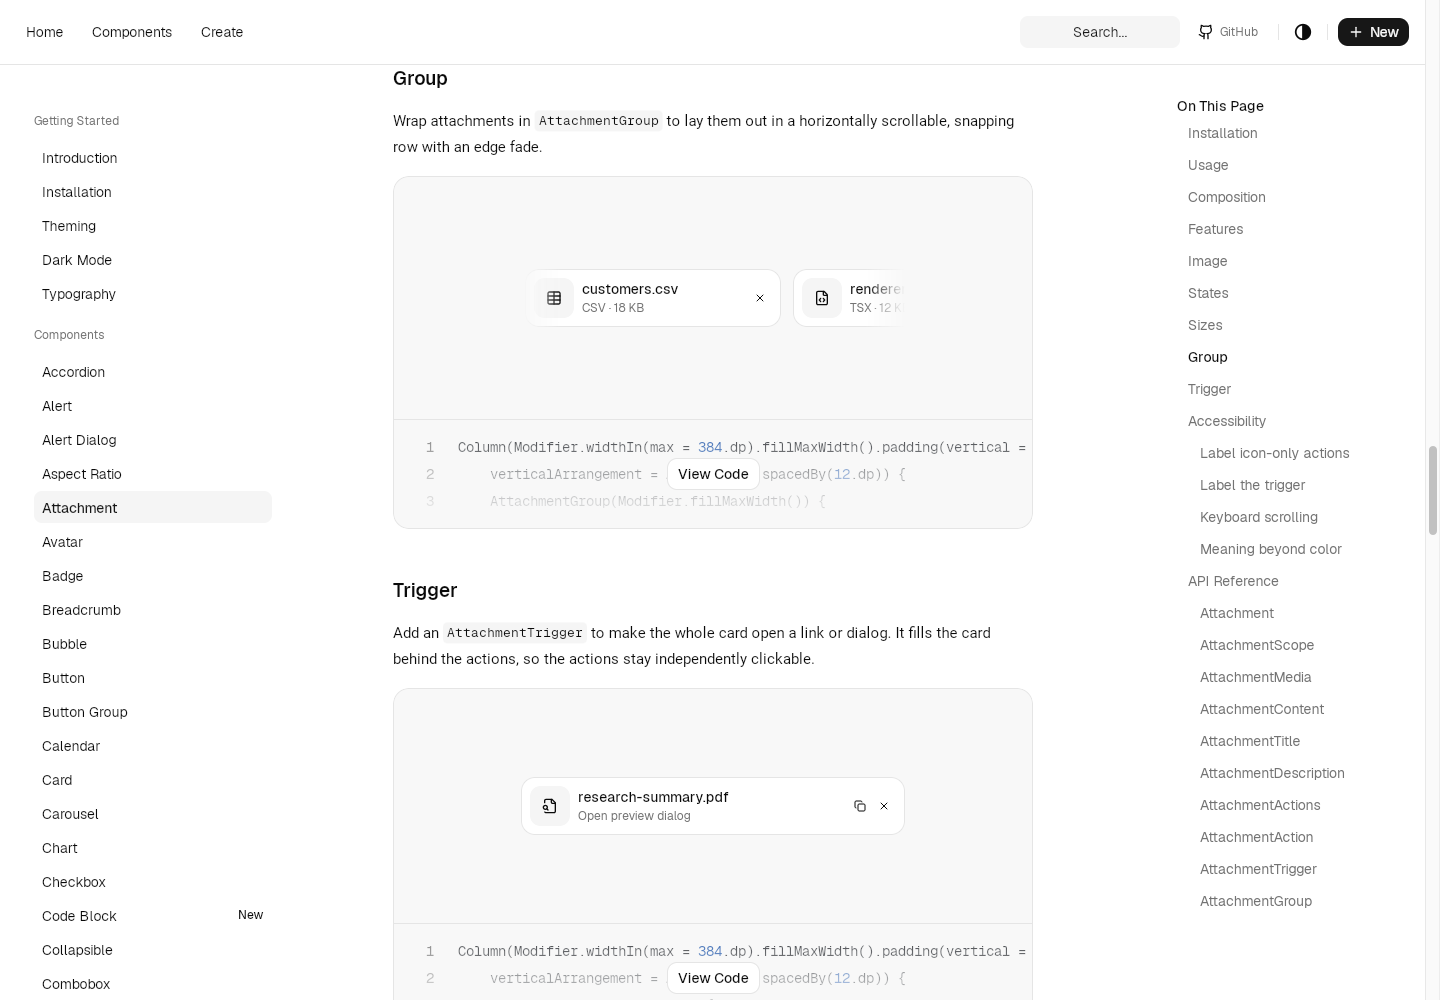 Home Components Create Search... GitHub New
Getting Started
Introduction
Installation
Theming
Dark Mode
Typography
Components
Accordion
Alert
Alert Dialog
Aspect Ratio
Attachment
Avatar
Badge
Breadcrumb
Bubble
Button
Button Group
Calendar
Card
Carousel
Chart
Checkbox
Code Block New
Collapsible
Combobox
Group
Wrap attachments in AttachmentGroup to lay them out in a horizontally scrollable, snapping
row with an edge fade.
customers.csv
CSV · 18 KB
renderer
TSX · 12 K
1 Column(Modifier.widthIn(max = 384.dp).fillMaxWidth().padding(vertical =
2 verticalArrangement = View Code spacedBy(12.dp)) {
3 AttachmentGroup(Modifier.fillMaxWidth()) {
Trigger
Add an AttachmentTrigger to make the whole card open a link or dialog. It fills the card
behind the actions, so the actions stay independently clickable.
research-summary.pdf
Open preview dialog
1 Column(Modifier.widthIn(max = 384.dp).fillMaxWidth().padding(vertical =
2 verticalArrangement = View Code spacedBy(12.dp)) {
On This Page
Installation
Usage
Composition
Features
Image
States
Sizes
Group
Trigger
Accessibility
Label icon-only actions
Label the trigger
Keyboard scrolling
Meaning beyond color
API Reference
Attachment
AttachmentScope
AttachmentMedia
AttachmentContent
AttachmentTitle
AttachmentDescription
AttachmentActions
AttachmentAction
AttachmentTrigger
AttachmentGroup